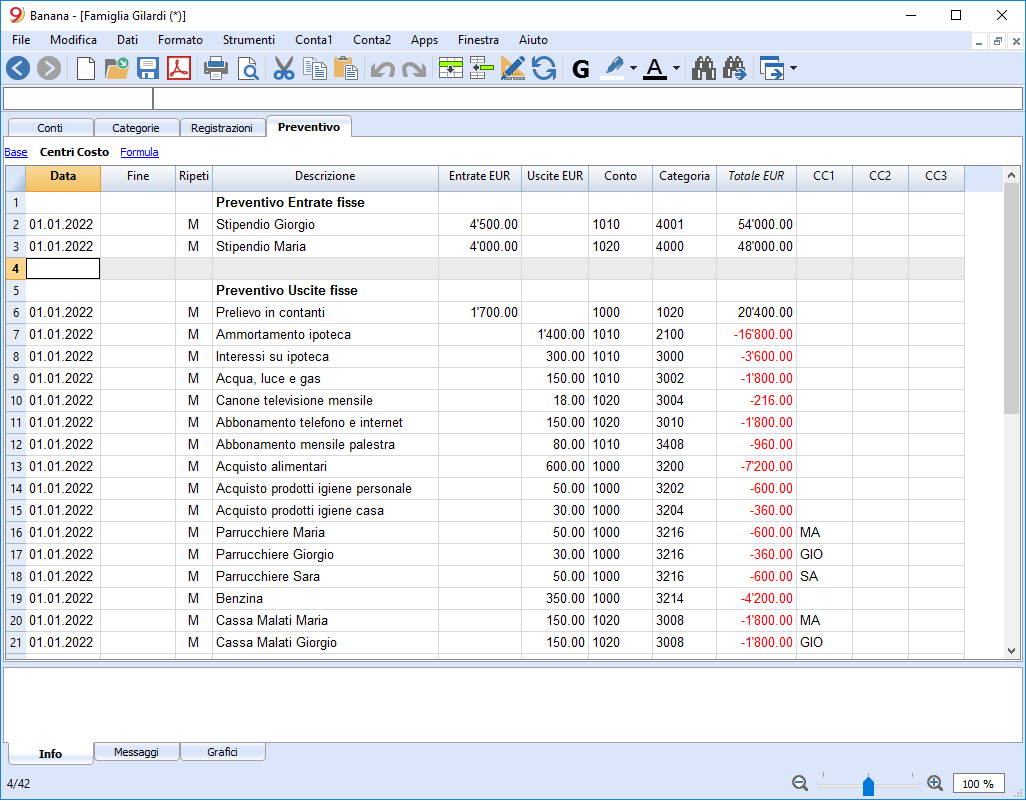 Banana - [Famiglia Gilardi (*)]
File Modifica Dati Formato Strumenti Conta1 Conta2 Apps Finestra Aiuto
G A
Conti Categorie Registrazioni Preventivo
Base Centri Costo Formula
Data Fine Ripeti Descrizione Entrate EUR Uscite EUR Conto Categoria Totale EUR CC1 CC2 CC3
1 Preventivo Entrate fisse
2 01.01.2022 M Stipendio Giorgio 4'500.00 1010 4001 54'000.00
3 01.01.2022 M Stipendio Maria 4'000.00 1020 4000 48'000.00
4
5 Preventivo Uscite fisse
6 01.01.2022 M Prelievo in contanti 1'700.00 1000 1020 20'400.00
7 01.01.2022 M Ammortamento ipoteca 1'400.00 1010 2100 -16'800.00
8 01.01.2022 M Interessi su ipoteca 300.00 1010 3000 -3'600.00
9 01.01.2022 M Acqua, luce e gas 150.00 1010 3002 -1'800.00
10 01.01.2022 M Canone televisione mensile 18.00 1020 3004 -216.00
11 01.01.2022 M Abbonamento telefono e internet 150.00 1020 3010 -1'800.00
12 01.01.2022 M Abbonamento mensile palestra 80.00 1010 3408 -960.00
13 01.01.2022 M Acquisto alimentari 600.00 1000 3200 -7'200.00
14 01.01.2022 M Acquisto prodotti igiene personale 50.00 1000 3202 -600.00
15 01.01.2022 M Acquisto prodotti igiene casa 30.00 1000 3204 -360.00
16 01.01.2022 M Parrucchiere Maria 50.00 1000 3216 -600.00 MA
17 01.01.2022 M Parrucchiere Giorgio 30.00 1000 3216 -360.00 GIO
18 01.01.2022 M Parrucchiere Sara 50.00 1000 3216 -600.00 SA
19 01.01.2022 M Benzina 350.00 1000 3214 -4'200.00
20 01.01.2022 M Cassa Malati Maria 150.00 1020 3008 -1'800.00 MA
21 01.01.2022 M Cassa Malati Giorgio 150.00 1020 3008 -1'800.00 GIO
Info Messaggi Grafici
4/42 100 %